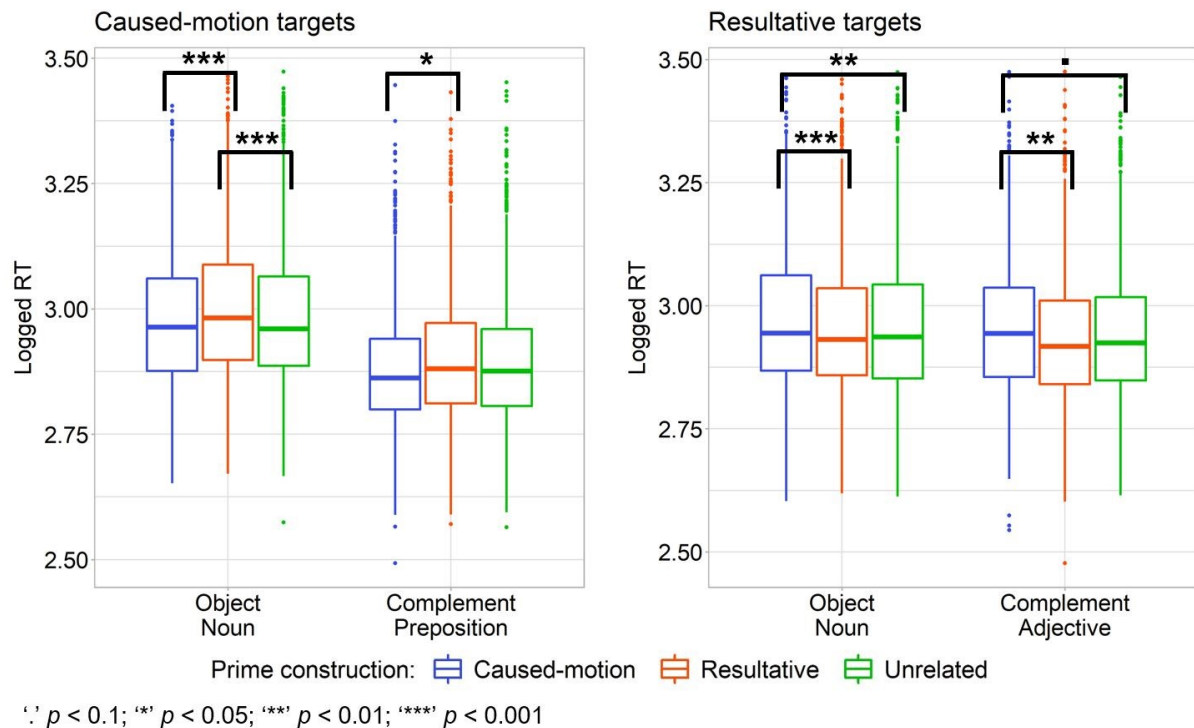 Caused-motion targets
Resultative targets
3.50
3.25
3.00
2.75
2.50
Logged RT
***
*
***
Object
Noun
Complement
Preposition
3.50
3.25
3.00
2.75
2.50
Logged RT
**
.
***
**
Object
Noun
Complement
Adjective
Prime construction: Caused-motion Resultative Unrelated
‘.’ p < 0.1; ‘*’ p < 0.05; ‘**’ p < 0.01; ‘***’ p < 0.001